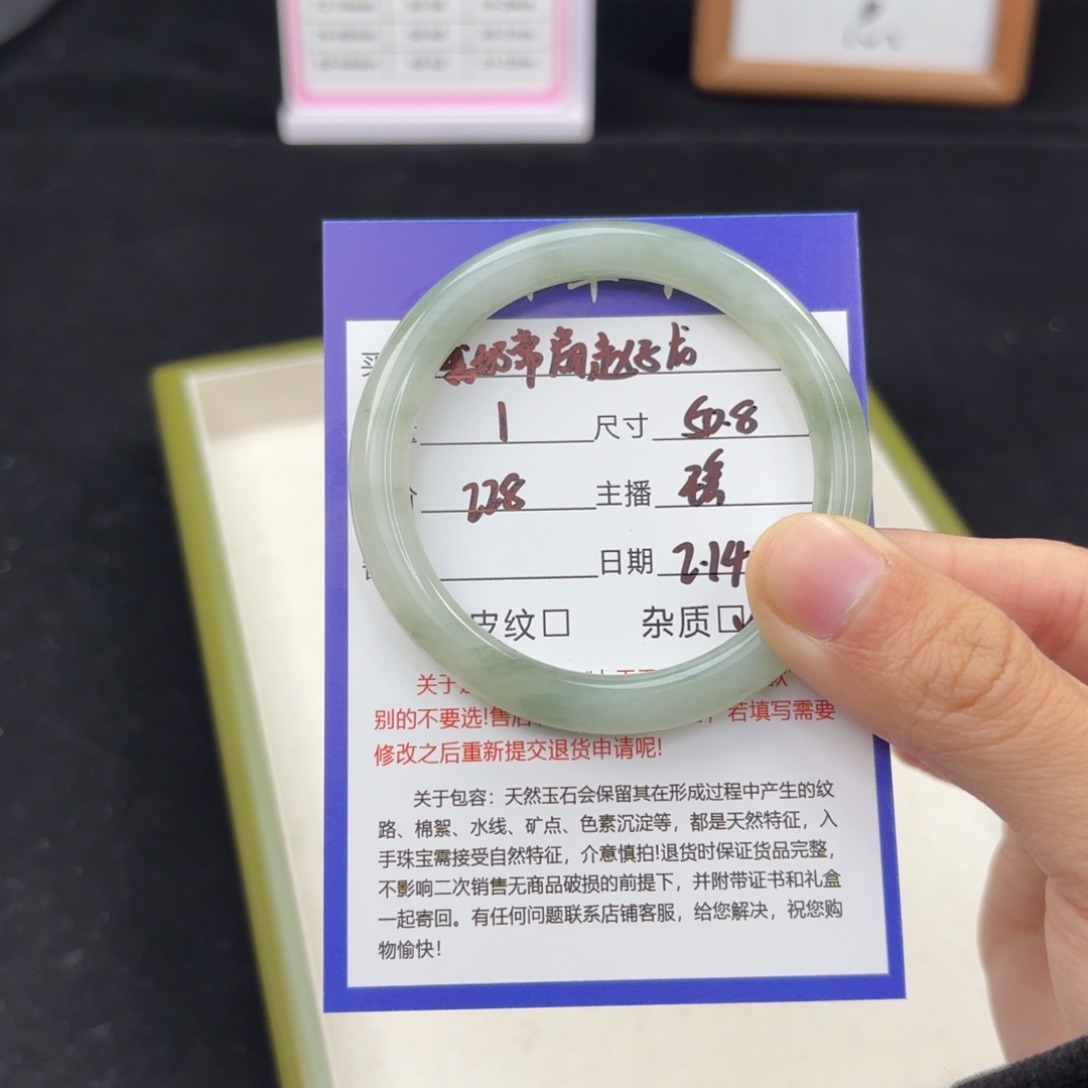 1 尺寸 50.8
228 主播
日期 2.14
皮纹□ 杂质☑
关于
别的不要选!售后 若填写需要
修改之后重新提交退货申请呢!
关于包容：天然玉石会保留其在形成过程中产生的纹
路、棉絮、水线、矿点、色素沉淀等，都是天然特征，入
手珠宝需接受自然特征，介意慎拍!退货时保证货品完整，
不影响二次销售无商品破损的前提下，并附带证书和礼盒
一起寄回。有任何问题联系店铺客服，给您解决，祝您购
物愉快!